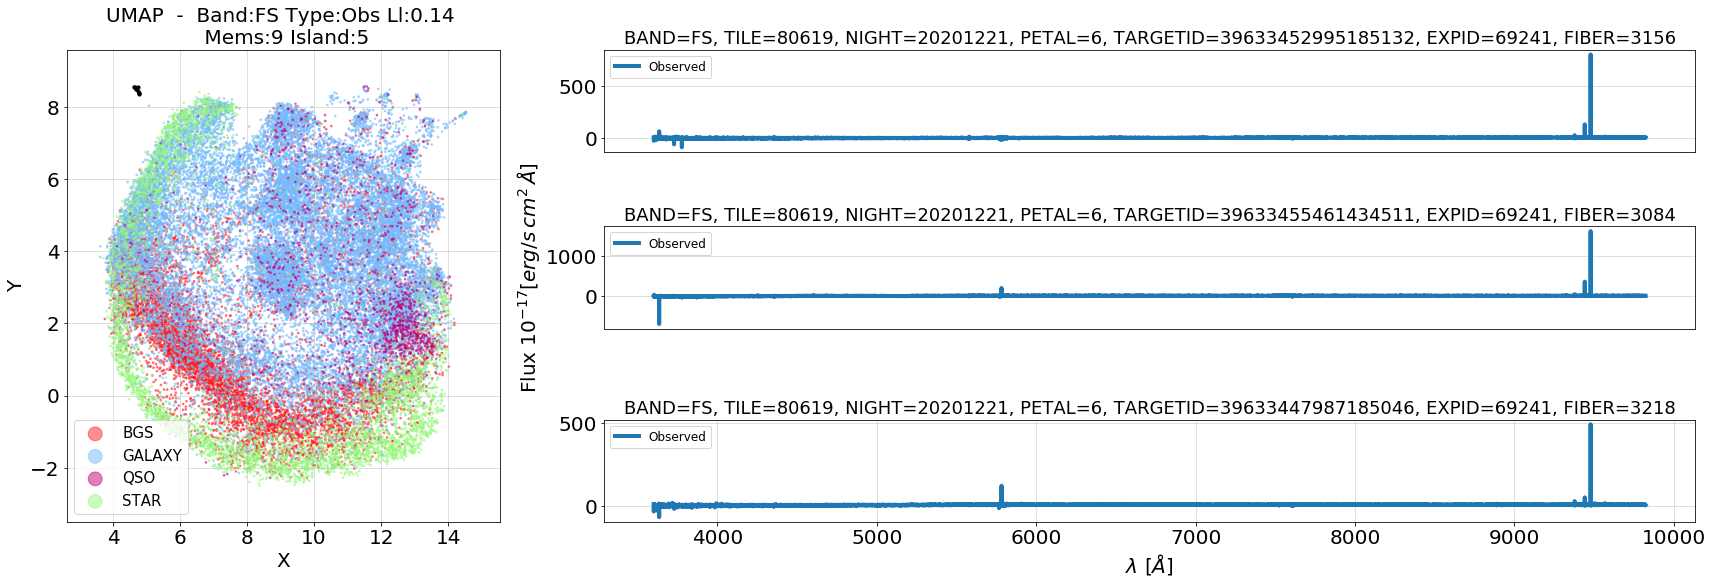 UMAP  -  Band:FS Type:Obs Ll:0.14
Mems:9 Island:5
Y
8
6
4
2
0
−2
BGS
GALAXY
QSO
STAR
4 6 8 10 12 14
X
Flux 10^{-17}[erg/s cm^2 Å]
BAND=FS, TILE=80619, NIGHT=20201221, PETAL=6, TARGETID=39633452995185132, EXPID=69241, FIBER=3156
Observed
500
0
BAND=FS, TILE=80619, NIGHT=20201221, PETAL=6, TARGETID=39633455461434511, EXPID=69241, FIBER=3084
Observed
1000
0
BAND=FS, TILE=80619, NIGHT=20201221, PETAL=6, TARGETID=39633447987185046, EXPID=69241, FIBER=3218
Observed
500
0
4000 5000 6000 7000 8000 9000 10000
λ [Å]